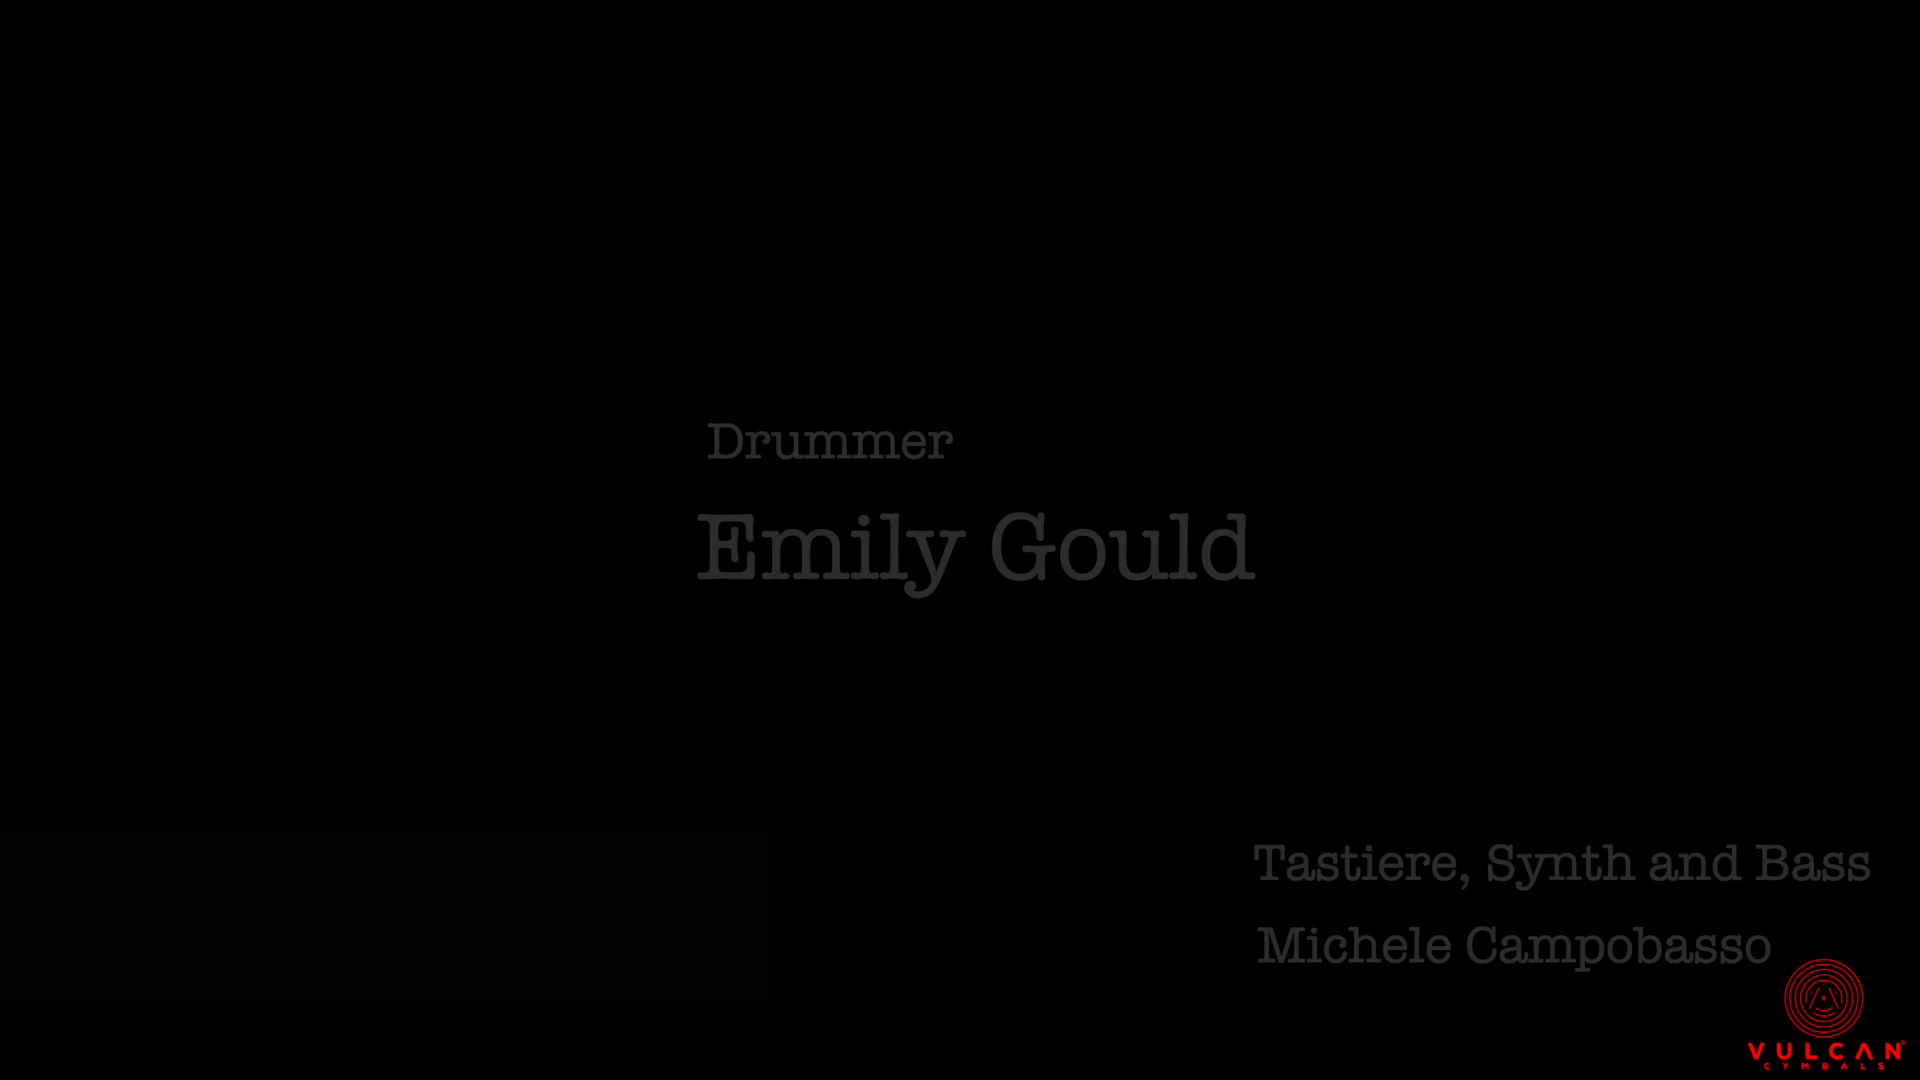 Drummer
Emily Gould
Tastiere, Synth and Bass
Michele Campobasso
VULCAN®
CYMBALS